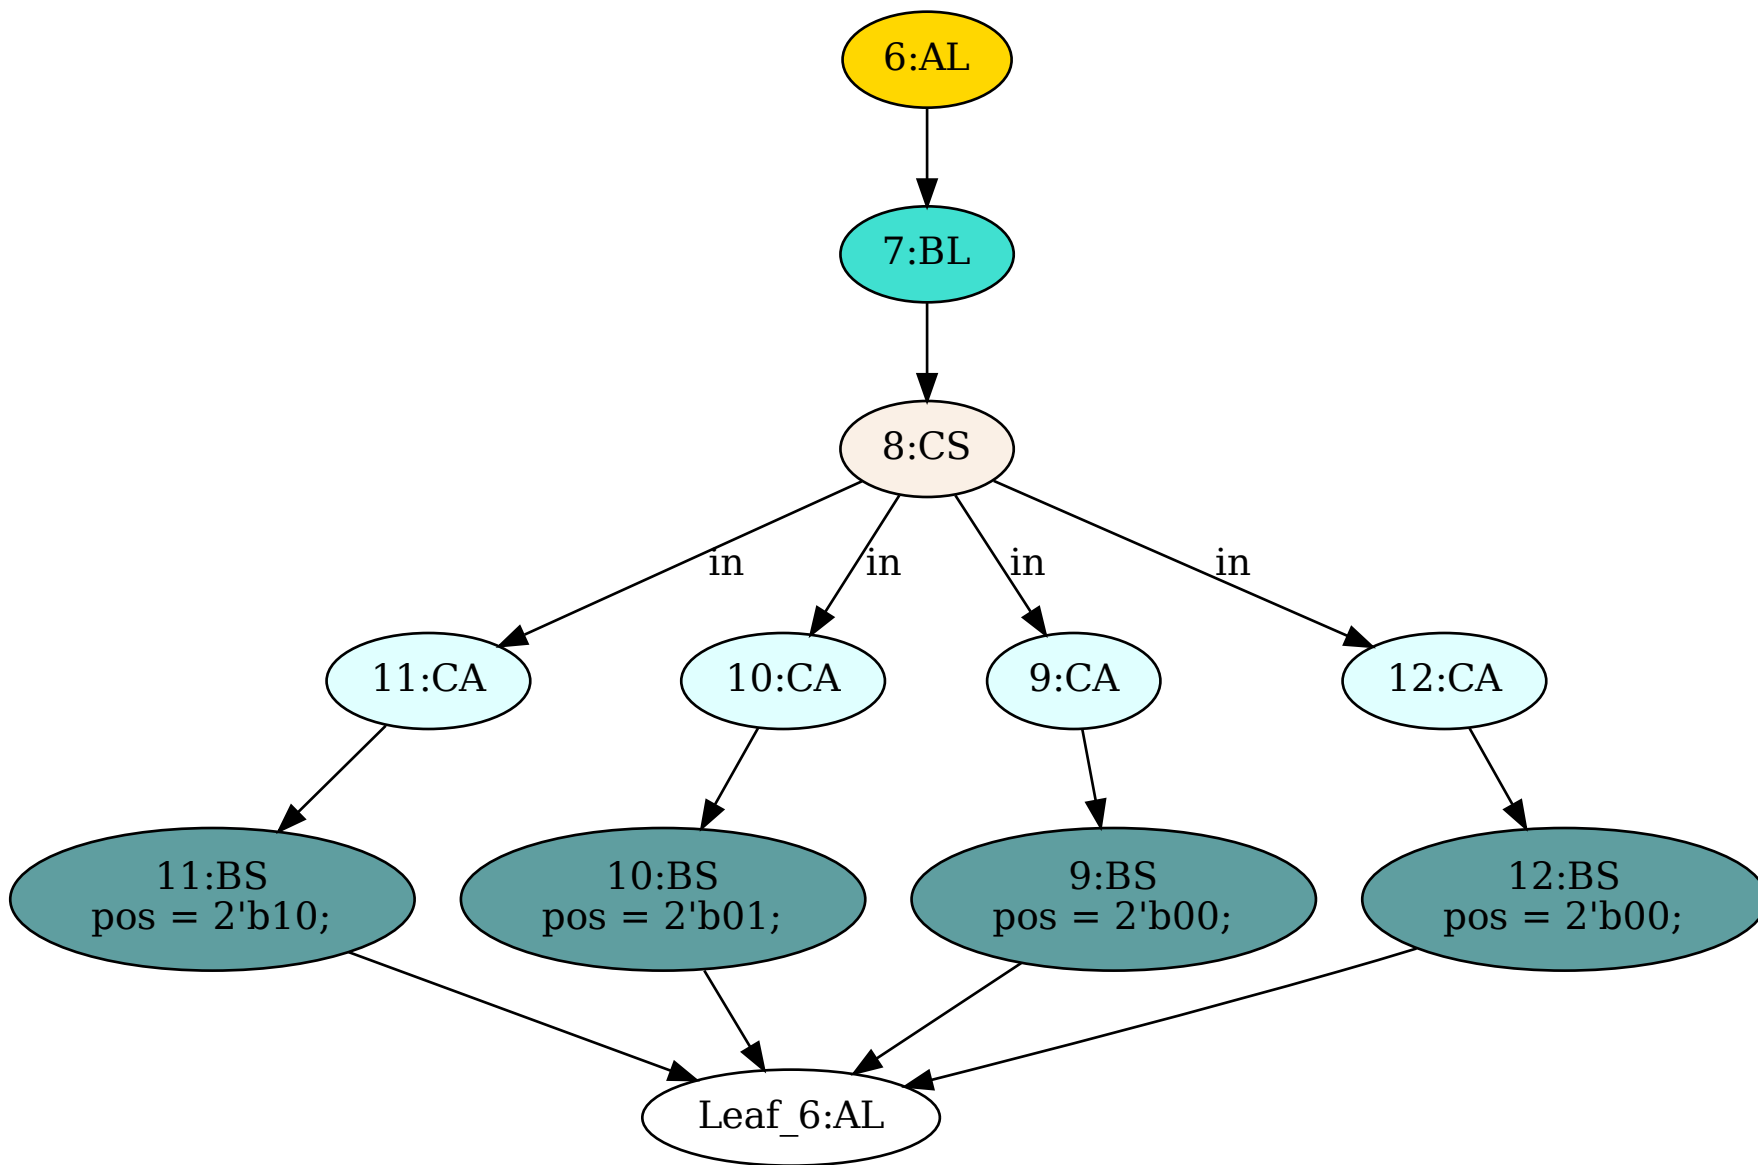 6:AL
7:BL
8:CS
in
in
in
in
11:CA
10:CA
9:CA
12:CA
11:BS
pos = 2'b10;
10:BS
pos = 2'b01;
9:BS
pos = 2'b00;
12:BS
pos = 2'b00;
Leaf_6:AL